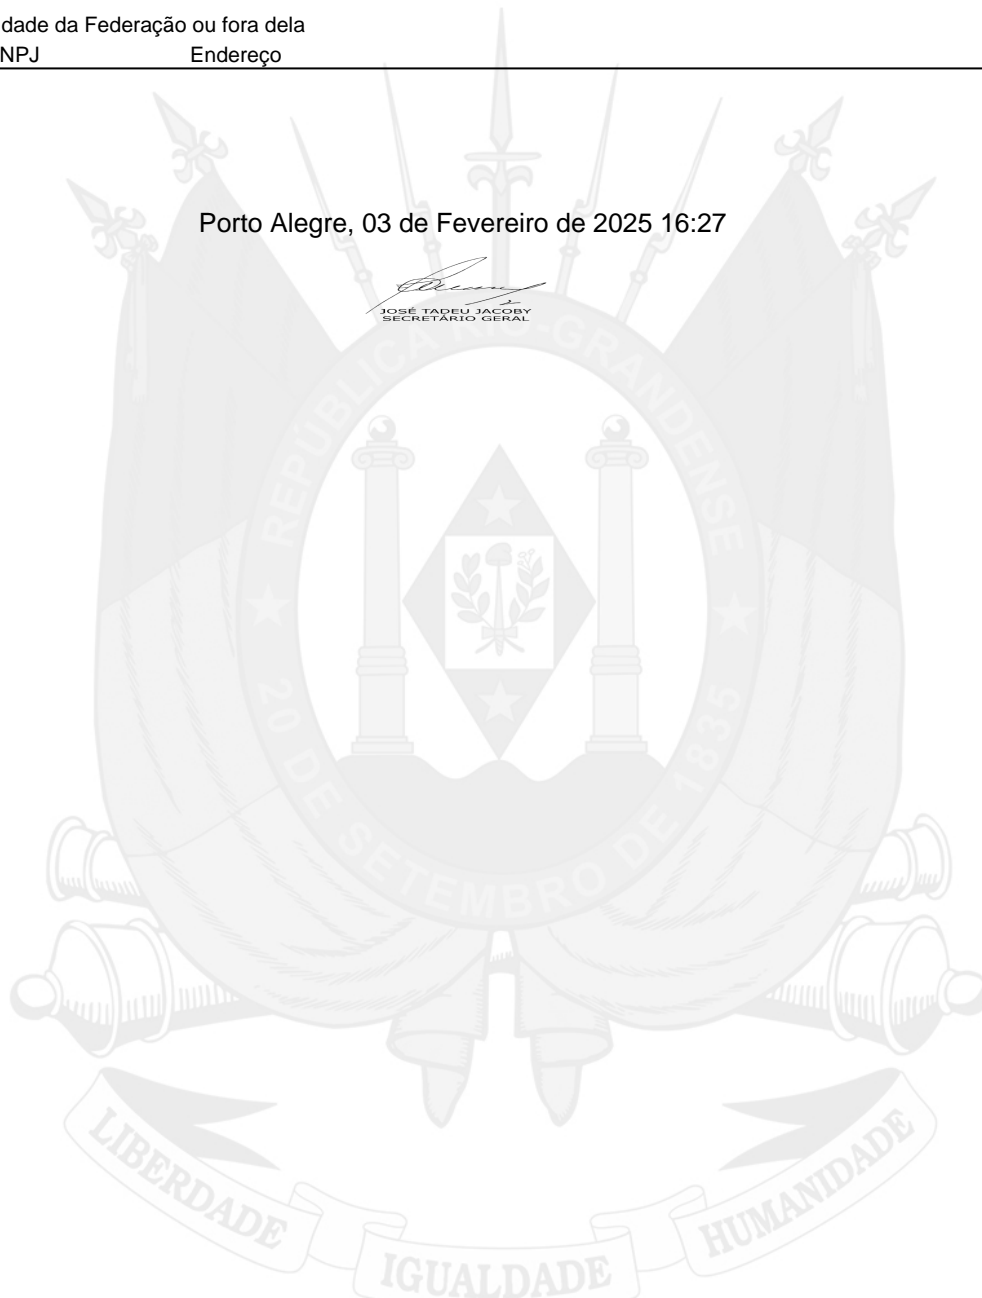 dade da Federação ou fora dela
NPJ Endereço
Porto Alegre, 03 de Fevereiro de 2025 16:27
JOSÉ TADEU JACOBY
SECRETÁRIO GERAL
REPÚBLICA RIO-GRANDENSE
20 DE SETEMBRO DE 1835
LIBERDADE
IGUALDADE
HUMANIDADE